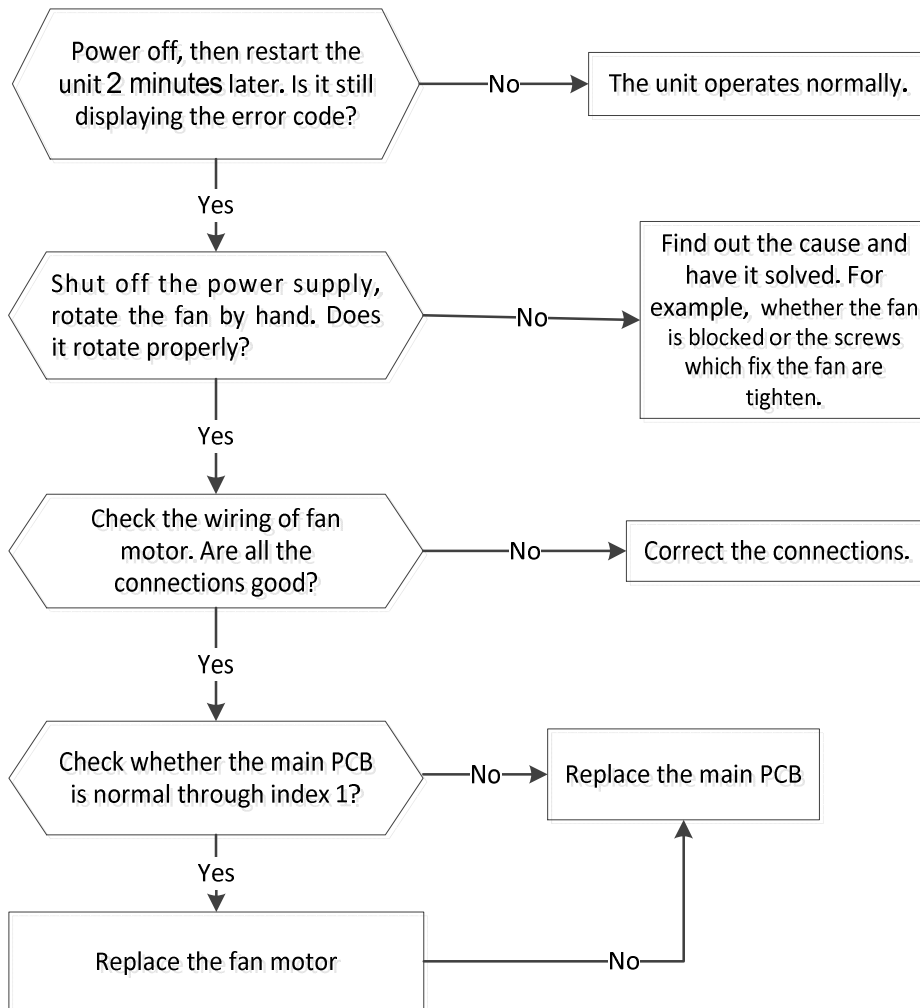 Power off, then restart the
unit 2 minutes later. Is it still
displaying the error code?
No
The unit operates normally.
Yes
Shut off the power supply,
rotate the fan by hand. Does
it rotate properly?
No
Find out the cause and
have it solved. For
example, whether the fan
is blocked or the screws
which fix the fan are
tighten.
Yes
Check the wiring of fan
motor. Are all the
connections good?
No
Correct the connections.
Yes
Check whether the main PCB
is normal through index 1?
No
Replace the main PCB
Yes
Replace the fan motor
No